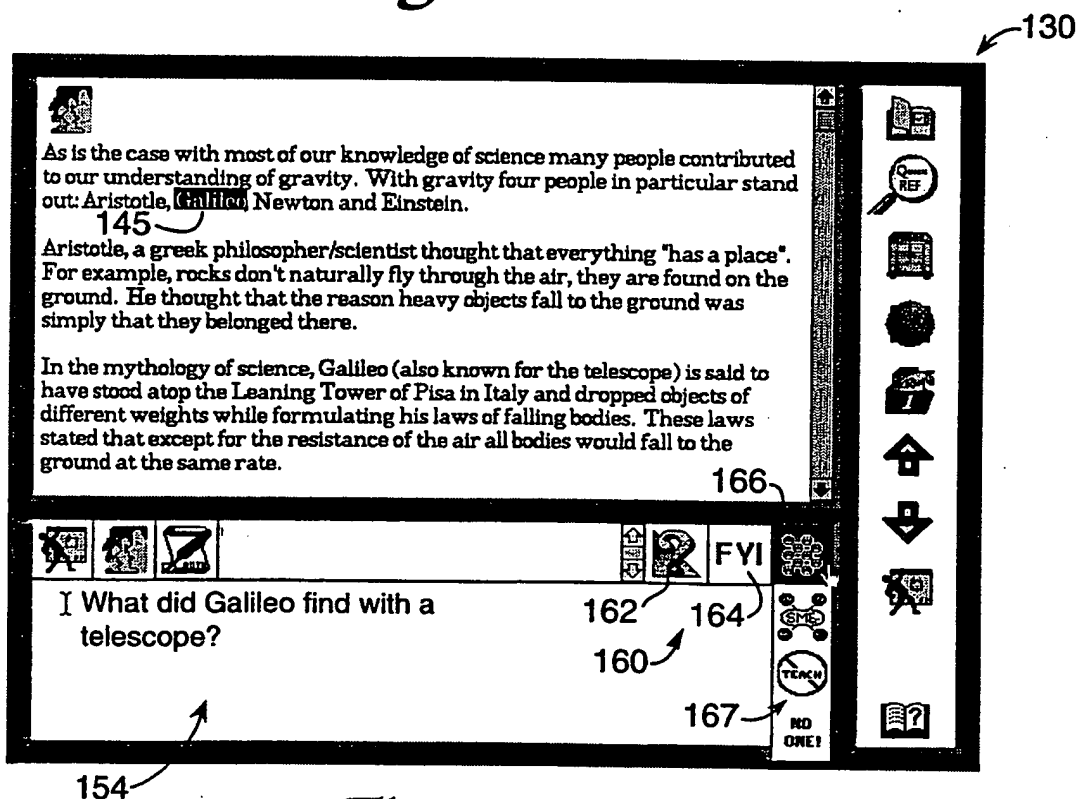 130
As is the case with most of our knowledge of science many people contributed
to our understanding of gravity. With gravity four people in particular stand
out: Aristotle, Galileo, Newton and Einstein.
145
Aristotle, a greek philosopher/scientist thought that everything "has a place".
For example, rocks don't naturally fly through the air, they are found on the
ground. He thought that the reason heavy objects fall to the ground was
simply that they belonged there.
In the mythology of science, Galileo (also known for the telescope) is said to
have stood atop the Leaning Tower of Pisa in Italy and dropped objects of
different weights while formulating his laws of falling bodies. These laws
stated that except for the resistance of the air all bodies would fall to the
ground at the same rate.
REF
1
166
FYI
What did Galileo find with a
telescope?
162
164
160
SME
TEACH
167
NO
ONE!
?
154